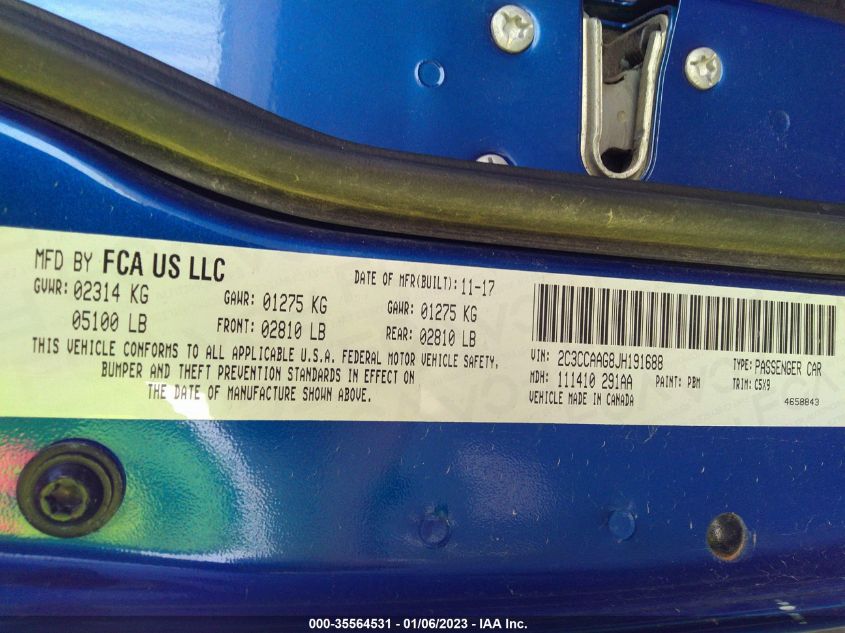 MFD BY FCA US LLC
DATE OF MFR(BUILT): 11-17
GVWR: 02314 KG
GAWR: 01275 KG
GAWR: 01275 KG
05100 LB
FRONT: 02810 LB
REAR: 02810 LB
THIS VEHICLE CONFORMS TO ALL APPLICABLE U.S.A. FEDERAL MOTOR VEHICLE SAFETY,
BUMPER AND THEFT PREVENTION STANDARDS IN EFFECT ON
THE DATE OF MANUFACTURE SHOWN ABOVE.
VIN: 2C3CCAAG8JH191688
TYPE: PASSENGER CAR
MDH: 111410 291AA
PAINT: PBM
TRIM: C5X9
VEHICLE MADE IN CANADA
4650843
000-35564531 - 01/06/2023 - IAA Inc.